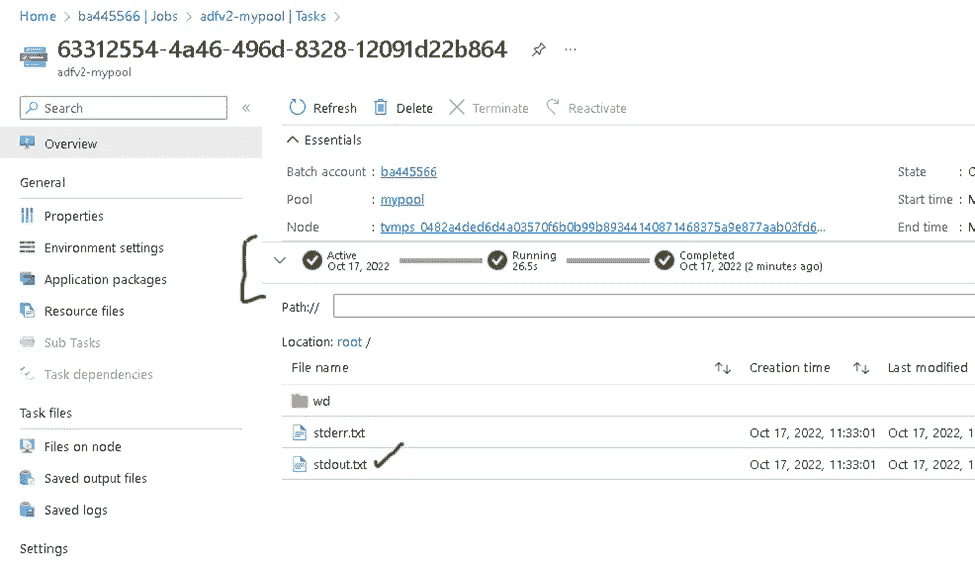 Home > ba445566 | Jobs > adfv2-mypool | Tasks >
63312554-4a46-496d-8328-12091d22b864
adfv2-mypool
Search
Refresh Delete Terminate Reactivate
Overview
Essentials
General
Batch account : ba445566 State :
Properties
Pool : mypool Start time :
Environment settings
Node : tvmps_0482a4ded6d4a03570f6b0b99b89344140871468375a9e877aab03fd6... End time :
Application packages
Active Running Completed
Oct 17, 2022 26.5s Oct 17, 2022 (2 minutes ago)
Resource files
Path://
Sub Tasks
Location: root /
Task dependencies
File name Creation time Last modified
wd
Task files
stderr.txt Oct 17, 2022, 11:33:01 Oct 17, 2022, 1
Files on node
stdout.txt Oct 17, 2022, 11:33:01 Oct 17, 2022, 1
Saved output files
Saved logs
Settings